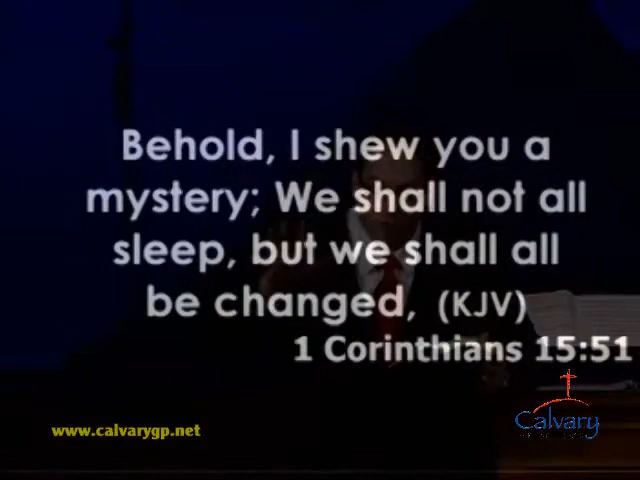 Behold, I shew you a
mystery; We shall not all
sleep, but we shall all
be changed, (KJV)
1 Corinthians 15:51
www.calvarygp.net
Calvary